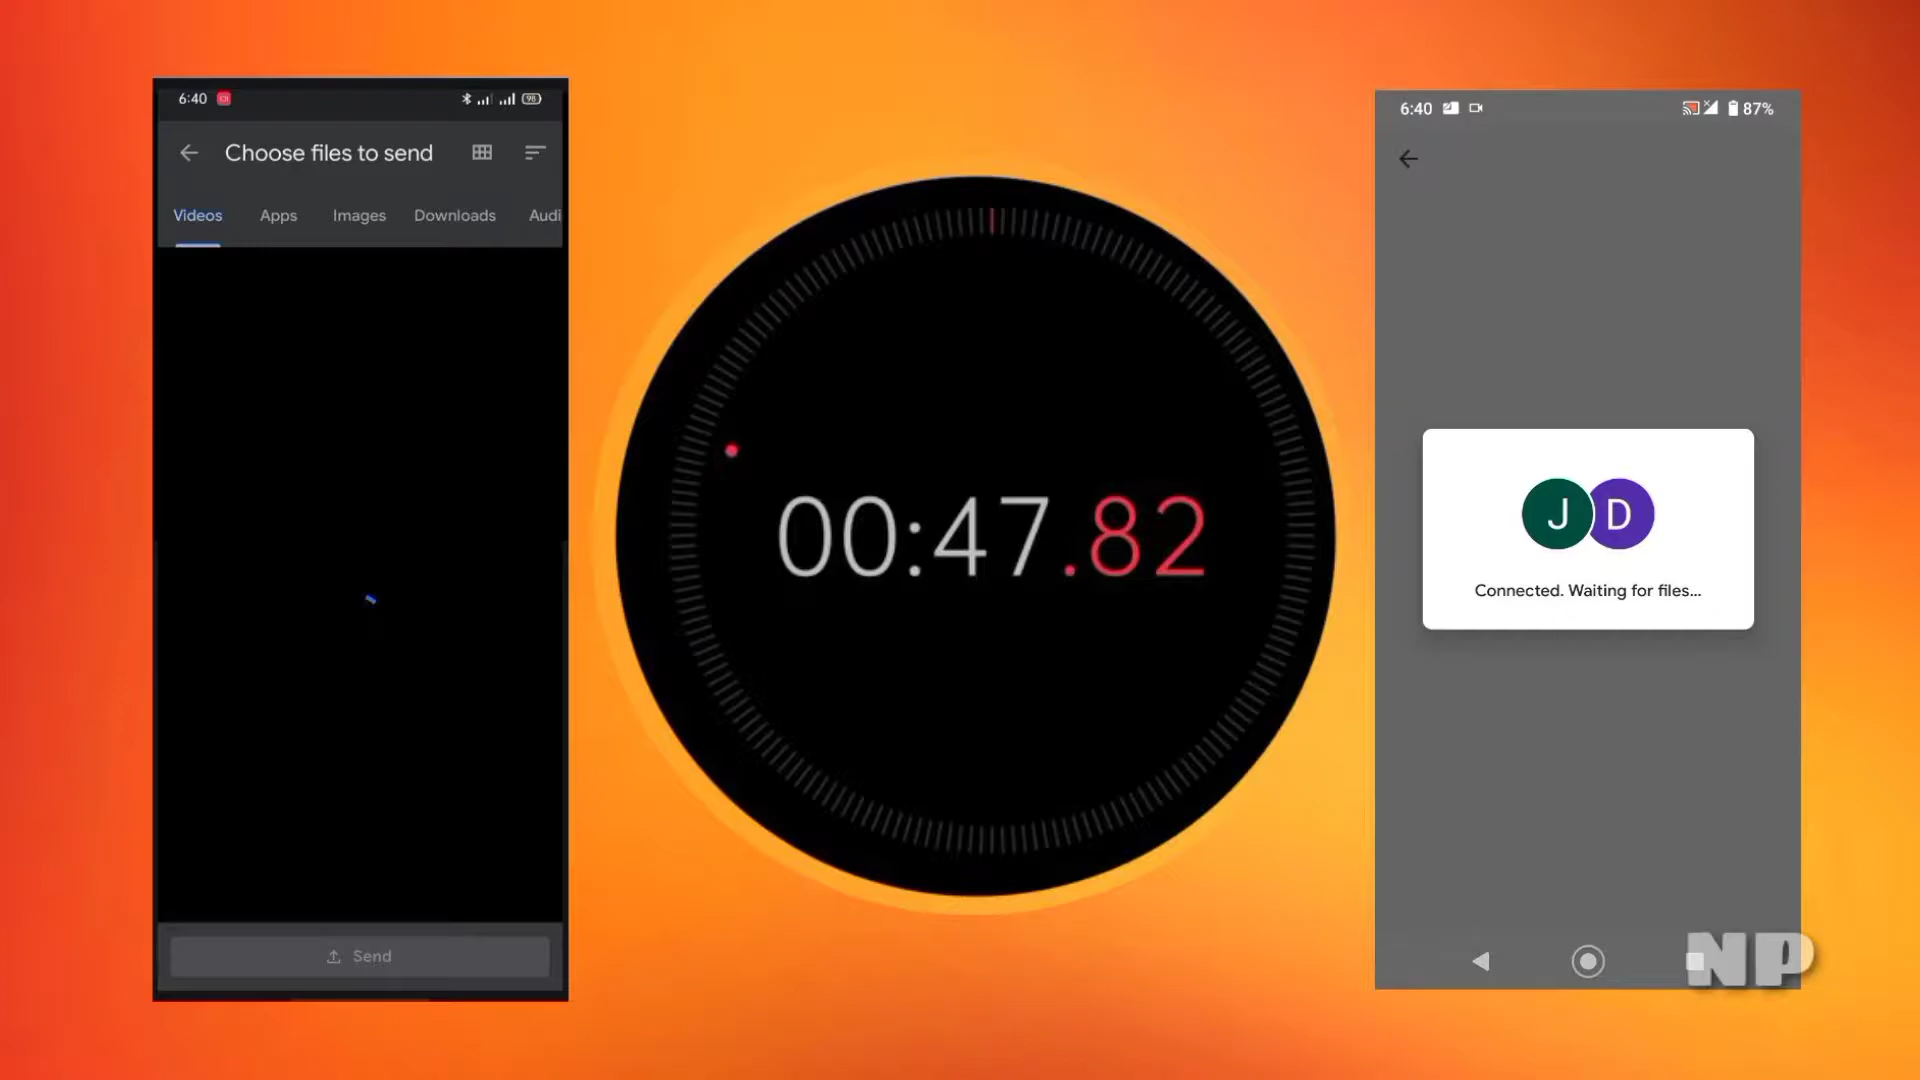 6:40
98
Choose files to send
Videos Apps Images Downloads Audi
Send
00:47.82
6:40
87%
J D
Connected. Waiting for files...
NP